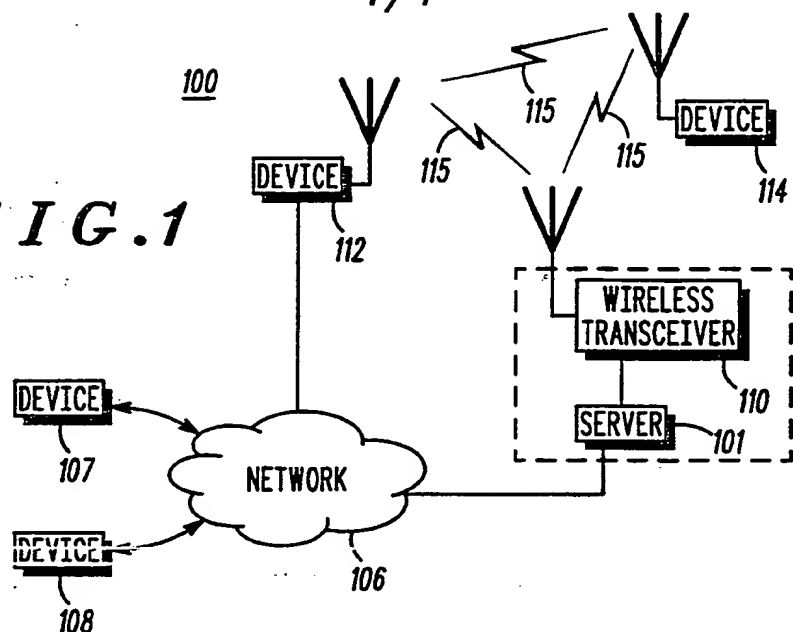 100
115
115
115
DEVICE
114
DEVICE
112
FIG.1
WIRELESS
TRANSCEIVER
110
DEVICE
107
SERVER
101
NETWORK
106
DEVICE
108